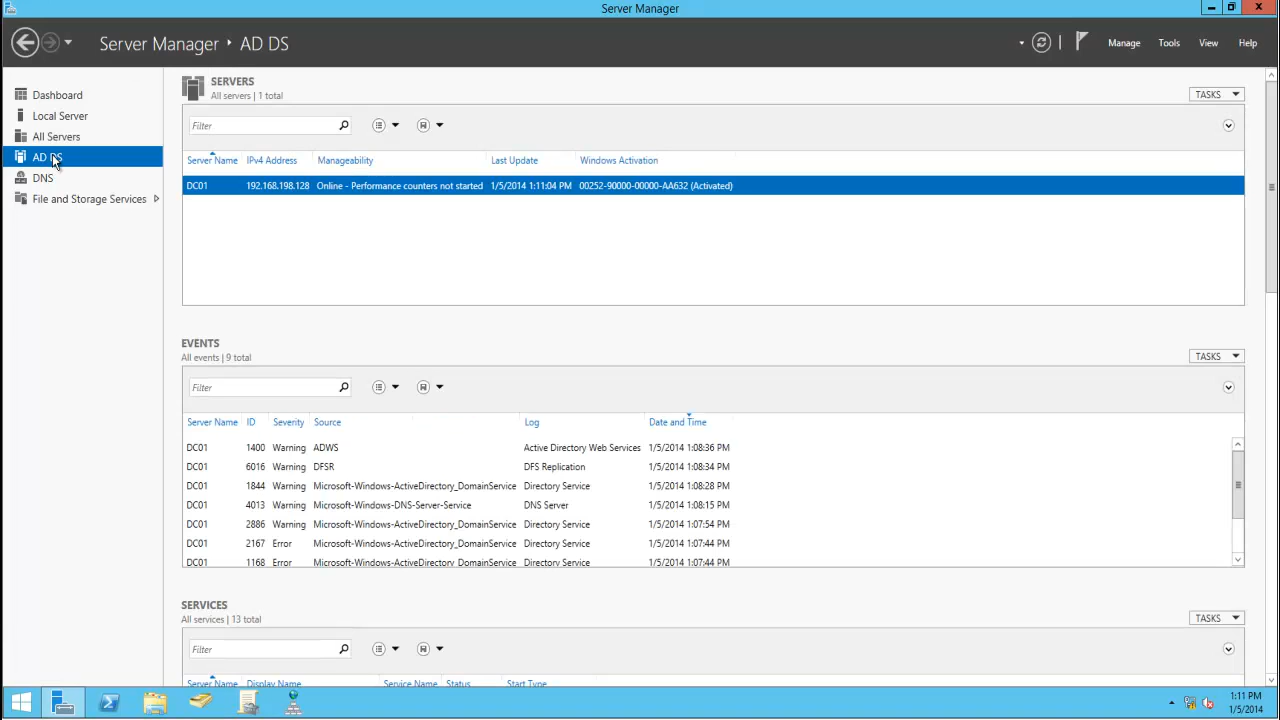 Server Manager
Server Manager ‣ AD DS
Manage Tools View Help
Dashboard
Local Server
All Servers
AD DS
DNS
File and Storage Services
SERVERS
All servers | 1 total
TASKS
Filter
Server Name IPv4 Address Manageability Last Update Windows Activation
DC01 192.168.198.128 Online - Performance counters not started 1/5/2014 1:11:04 PM 00252-90000-00000-AA632 (Activated)
EVENTS
All events | 9 total
TASKS
Filter
Server Name ID Severity Source Log Date and Time
DC01 1400 Warning ADWS Active Directory Web Services 1/5/2014 1:08:36 PM
DC01 6016 Warning DFSR DFS Replication 1/5/2014 1:08:34 PM
DC01 1844 Warning Microsoft-Windows-ActiveDirectory_DomainService Directory Service 1/5/2014 1:08:28 PM
DC01 4013 Warning Microsoft-Windows-DNS-Server-Service DNS Server 1/5/2014 1:08:15 PM
DC01 2886 Warning Microsoft-Windows-ActiveDirectory_DomainService Directory Service 1/5/2014 1:07:54 PM
DC01 2167 Error Microsoft-Windows-ActiveDirectory_DomainService Directory Service 1/5/2014 1:07:44 PM
DC01 1168 Error Microsoft-Windows-ActiveDirectory_DomainService Directory Service 1/5/2014 1:07:44 PM
SERVICES
All services | 13 total
TASKS
Filter
Server Name Display Name Service Name Status Start Type
1:11 PM
1/5/2014